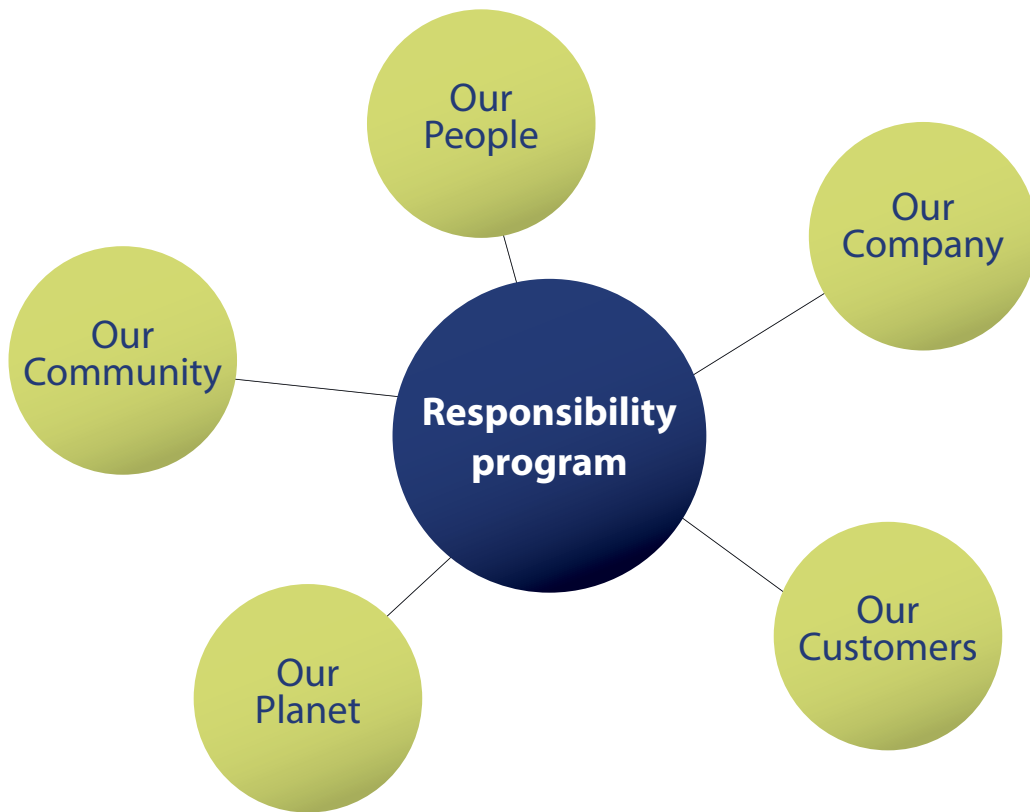 Our
People
Our
Company
Our
Community
Responsibility
program
Our
Customers
Our
Planet